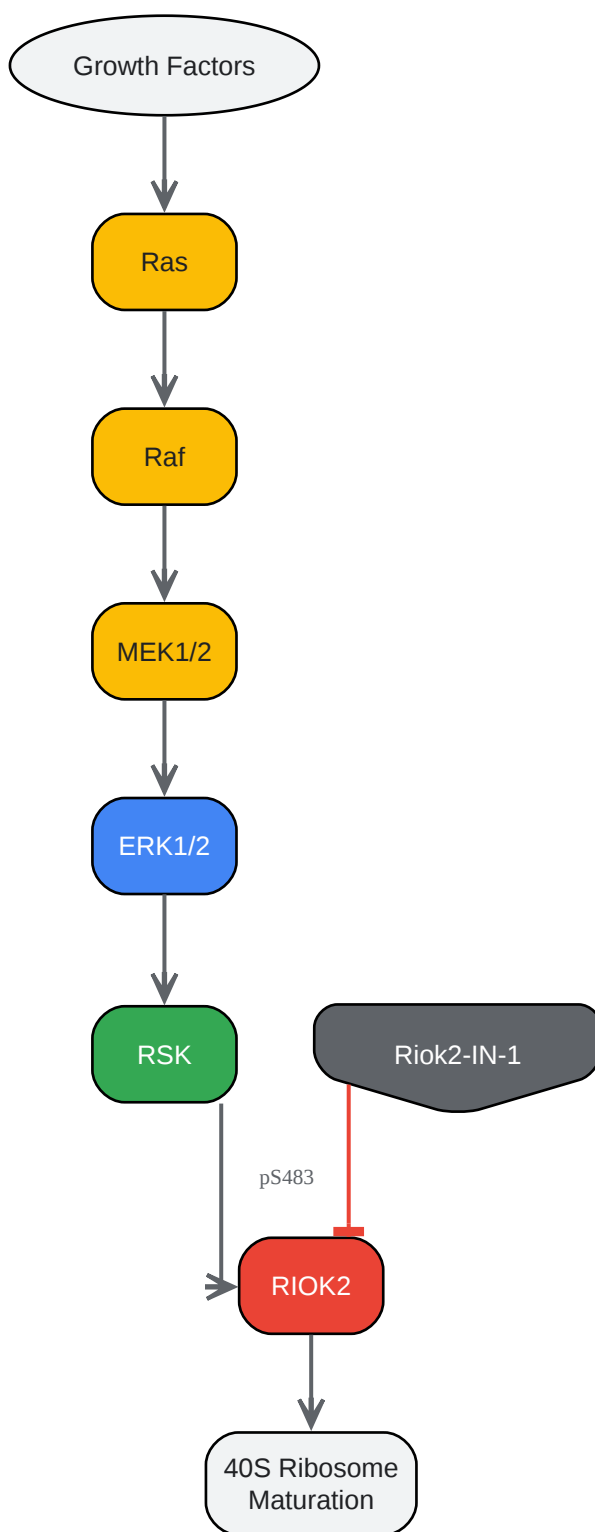 Growth Factors
Ras
Raf
MEK1/2
ERK1/2
RSK
Riok2-IN-1
pS483
RIOK2
40S Ribosome
Maturation